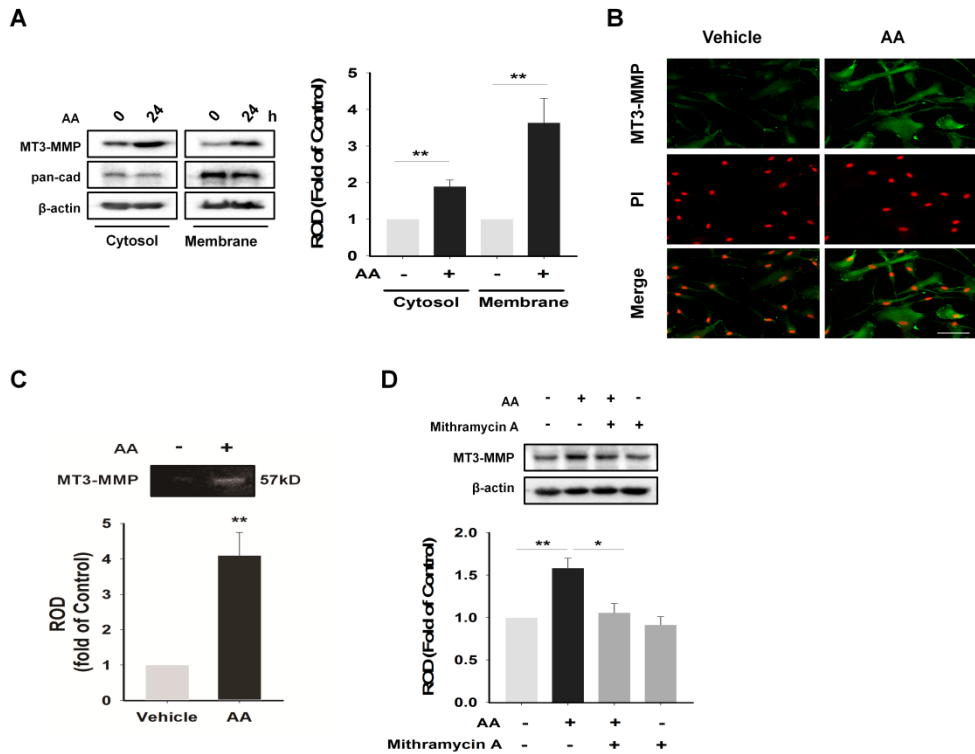 A
AA 0 24 0 24 h
MT3-MMP
pan-cad
β-actin
Cytosol Membrane
ROD (Fold of Control)
5
4
3
2
1
0
**
**
AA - + - +
Cytosol Membrane
B
Vehicle AA
MT3-MMP
PI
Merge
C
AA - +
MT3-MMP 57kD
ROD
(fold of Control)
5
4
3
2
1
0
**
Vehicle AA
D
AA - + + -
Mithramycin A - - + +
MT3-MMP
β-actin
ROD (Fold of Control)
2.0
1.5
1.0
0.5
0.0
** *
AA - + + -
Mithramycin A - - + +